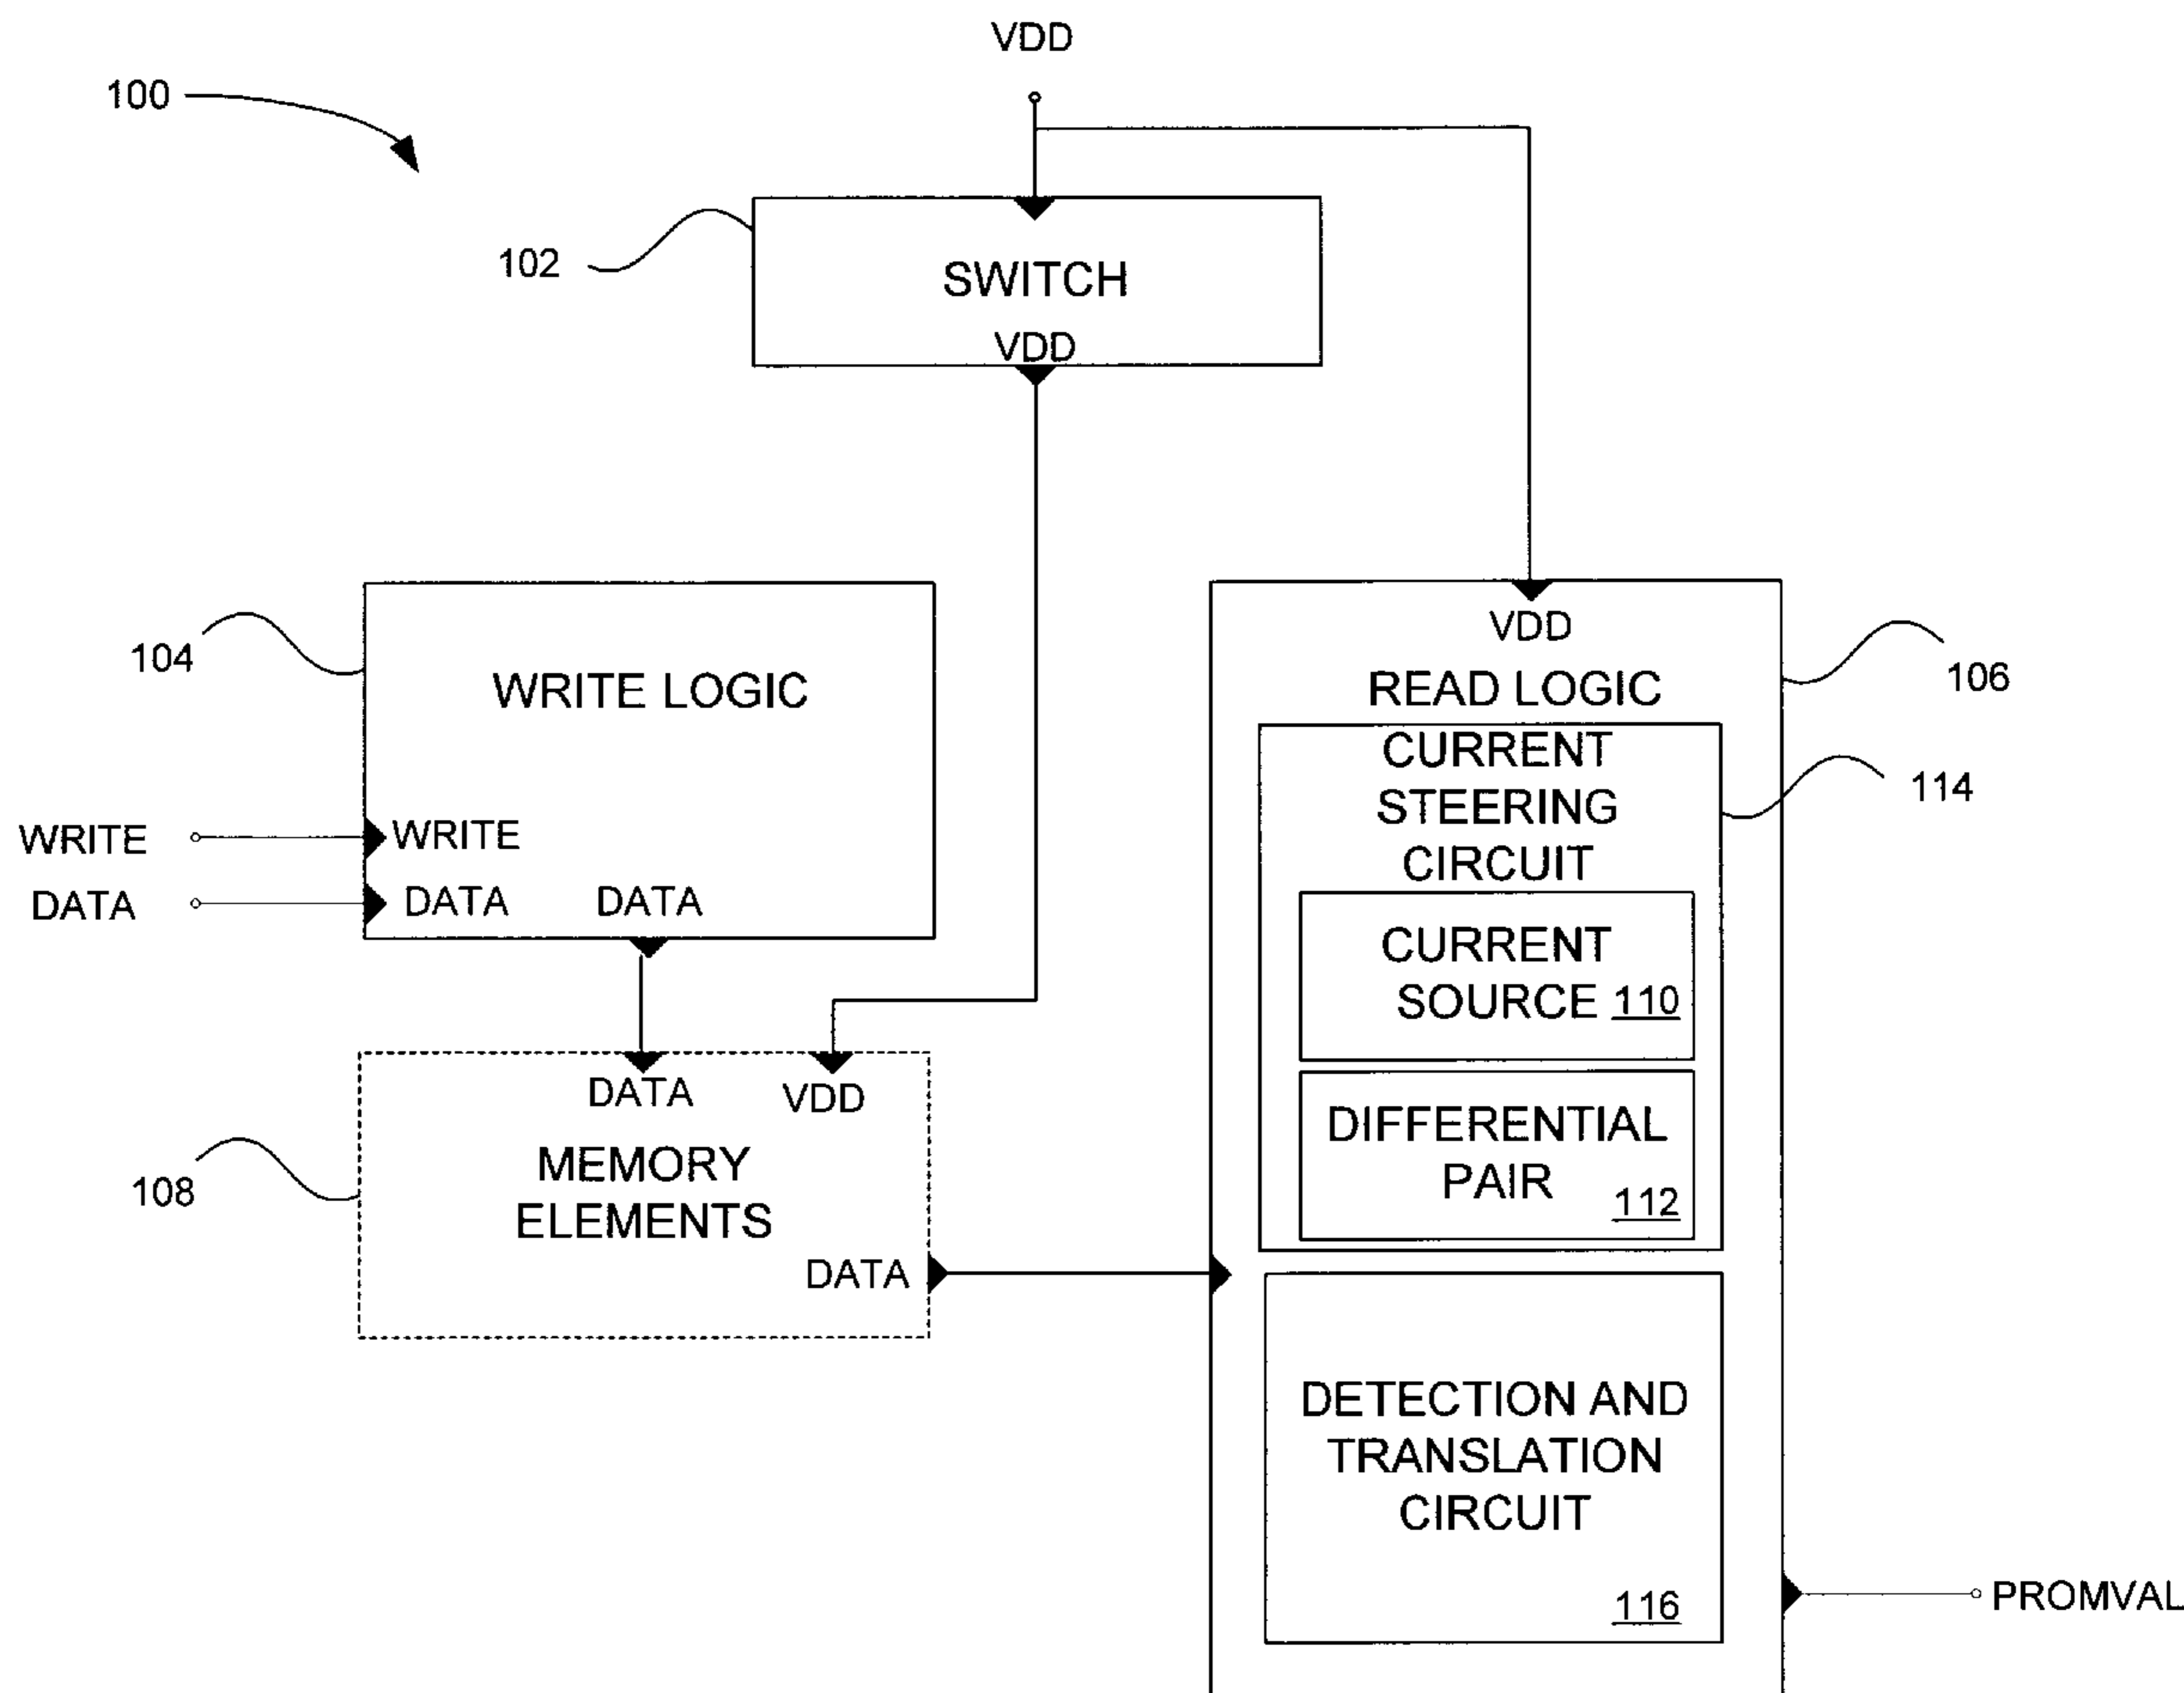 VDD
100
102
SWITCH
VDD
104
WRITE LOGIC
WRITE
WRITE
DATA
DATA
DATA
VDD
READ LOGIC
106
CURRENT
STEERING
CIRCUIT
114
CURRENT
SOURCE 110
DIFFERENTIAL
PAIR
112
DATA
VDD
108
MEMORY
ELEMENTS
DATA
DETECTION AND
TRANSLATION
CIRCUIT
116
PROMVAL